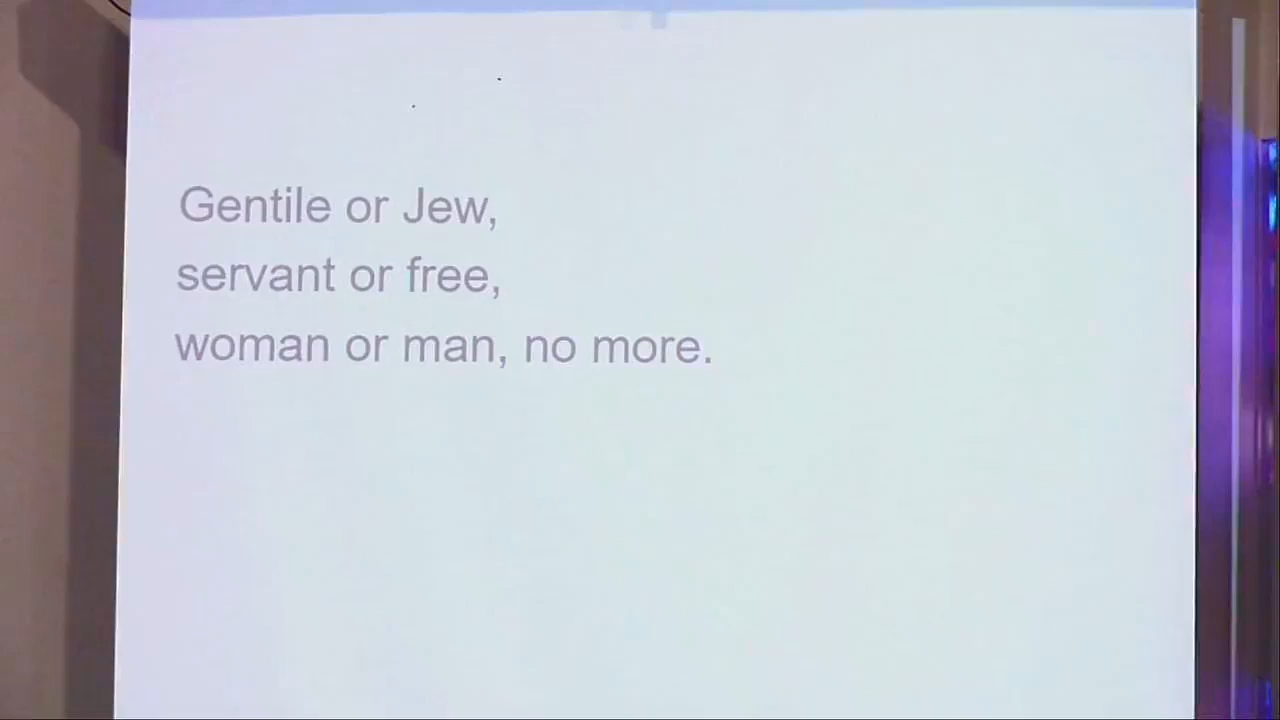 Gentile or Jew,
servant or free,
woman or man, no more.